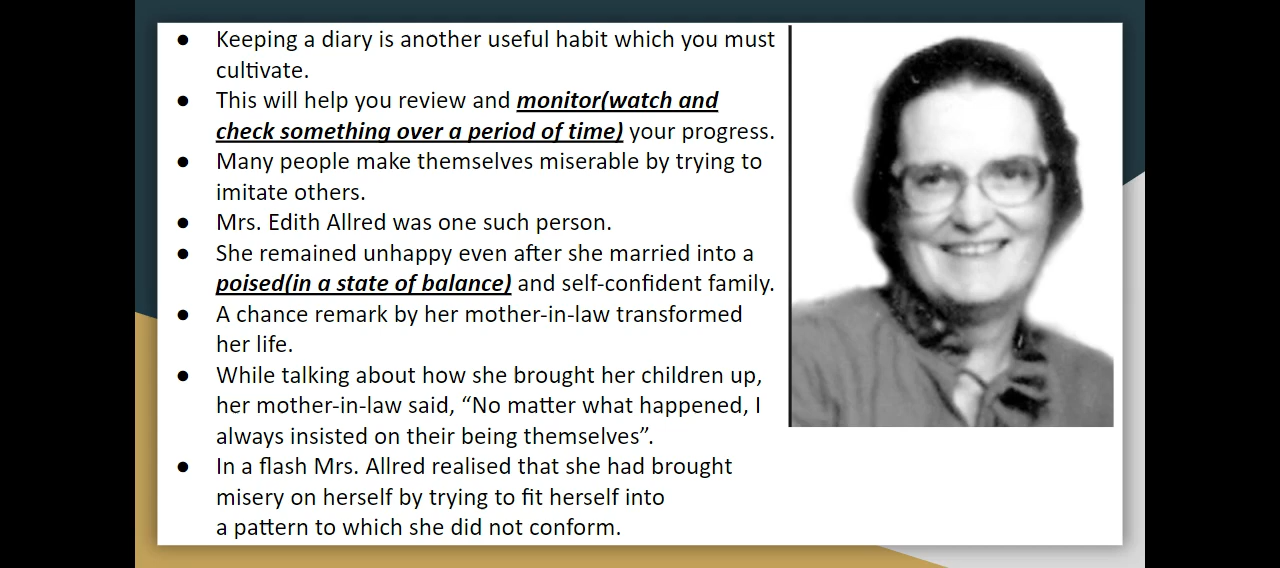 ● Keeping a diary is another useful habit which you must
cultivate.
● This will help you review and monitor(watch and
check something over a period of time) your progress.
● Many people make themselves miserable by trying to
imitate others.
● Mrs. Edith Allred was one such person.
● She remained unhappy even after she married into a
poised(in a state of balance) and self-confident family.
● A chance remark by her mother-in-law transformed
her life.
● While talking about how she brought her children up,
her mother-in-law said, “No matter what happened, I
always insisted on their being themselves”.
● In a flash Mrs. Allred realised that she had brought
misery on herself by trying to fit herself into
a pattern to which she did not conform.